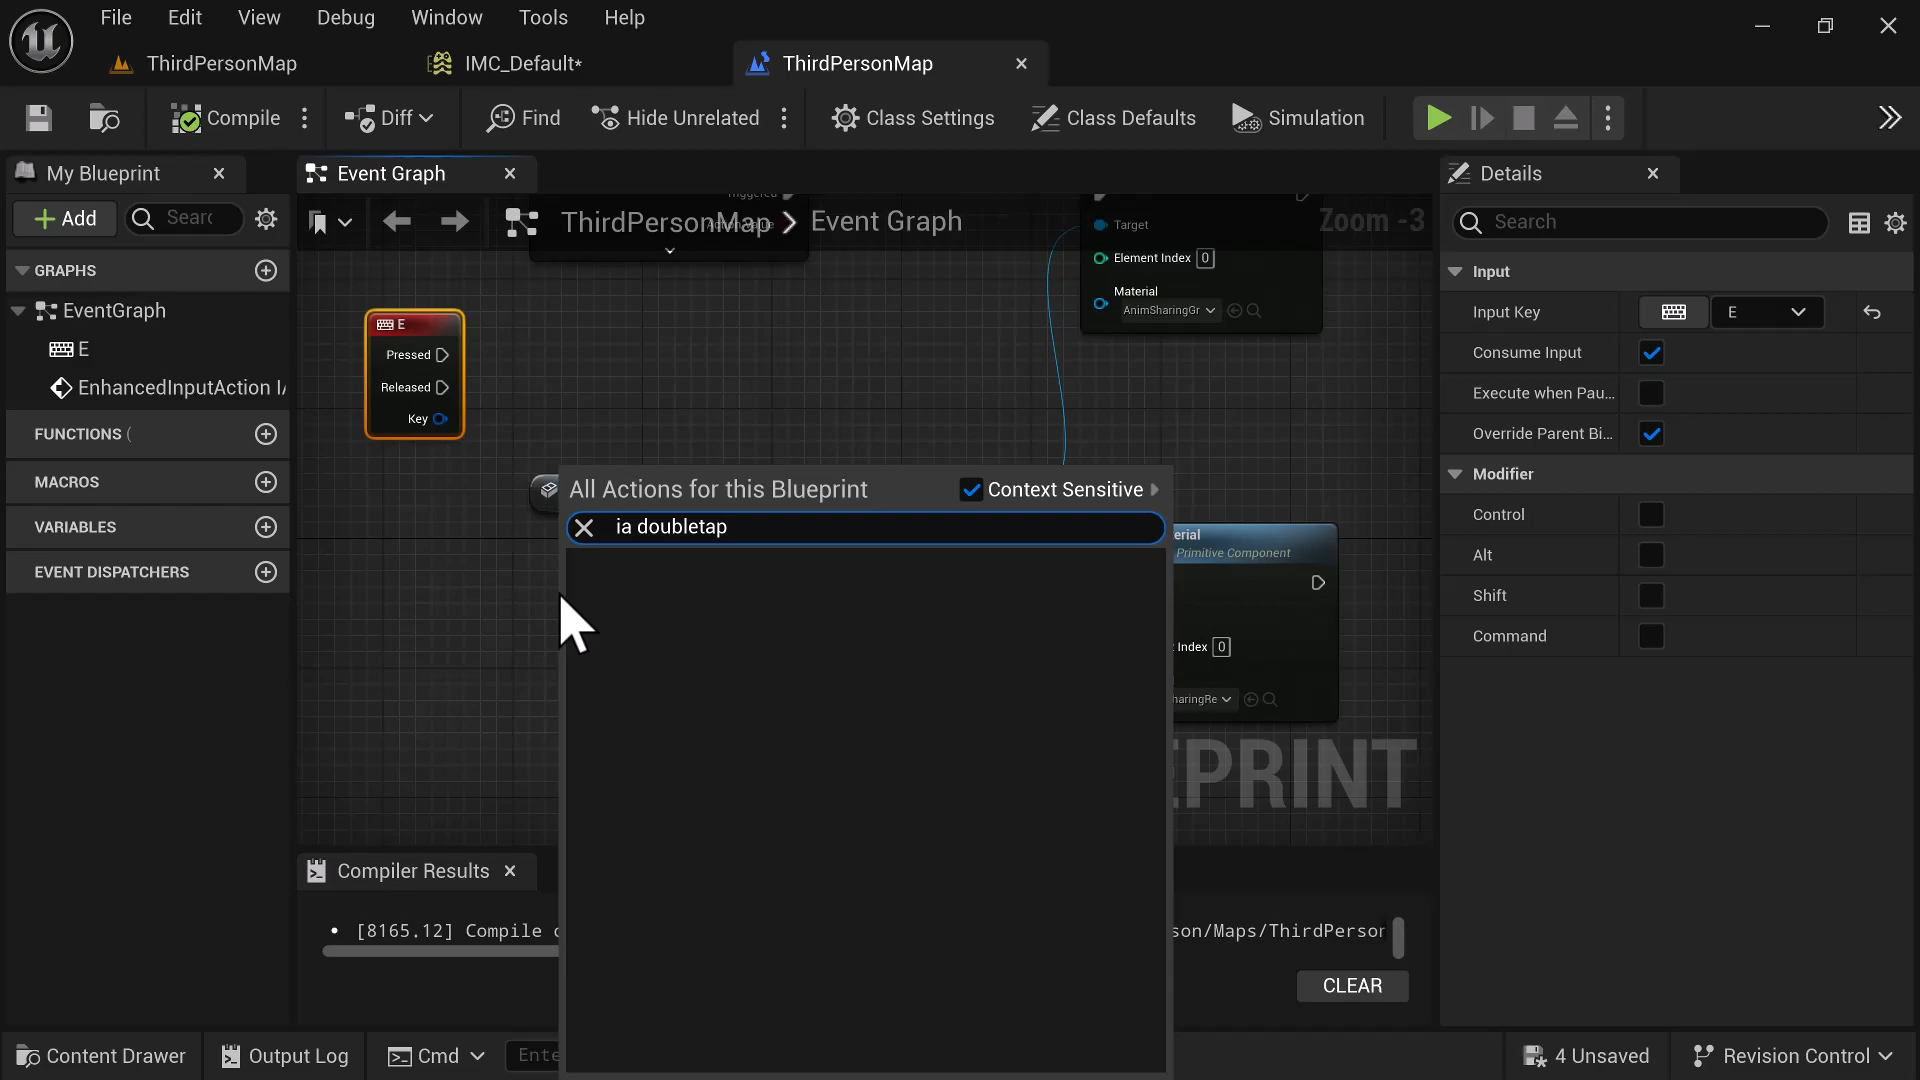 File Edit View Debug Window Tools Help
ThirdPersonMap IMC_Default* ThirdPersonMap
Compile Diff Find Hide Unrelated Class Settings Class Defaults Simulation
My Blueprint
Add
GRAPHS
EventGraph
E
EnhancedInputAction
FUNCTIONS (
MACROS
VARIABLES
EVENT DISPATCHERS
Event Graph
ThirdPersonMap > Event Graph
Zoom -3
Target
Element Index 0
Material
AnimSharingGr
E
Pressed
Released
Key
All Actions for this Blueprint Context Sensitive
ia doubletap
erial
Primitive Component
Index 0
haringRe
EPRINT
Compiler Results
[8165.12] Compile
son/Maps/ThirdPerson
CLEAR
Details
Search
Input
Input Key E
Consume Input
Execute when Pau...
Override Parent Bi...
Modifier
Control
Alt
Shift
Command
Content Drawer Output Log Cmd Ente 4 Unsaved Revision Control